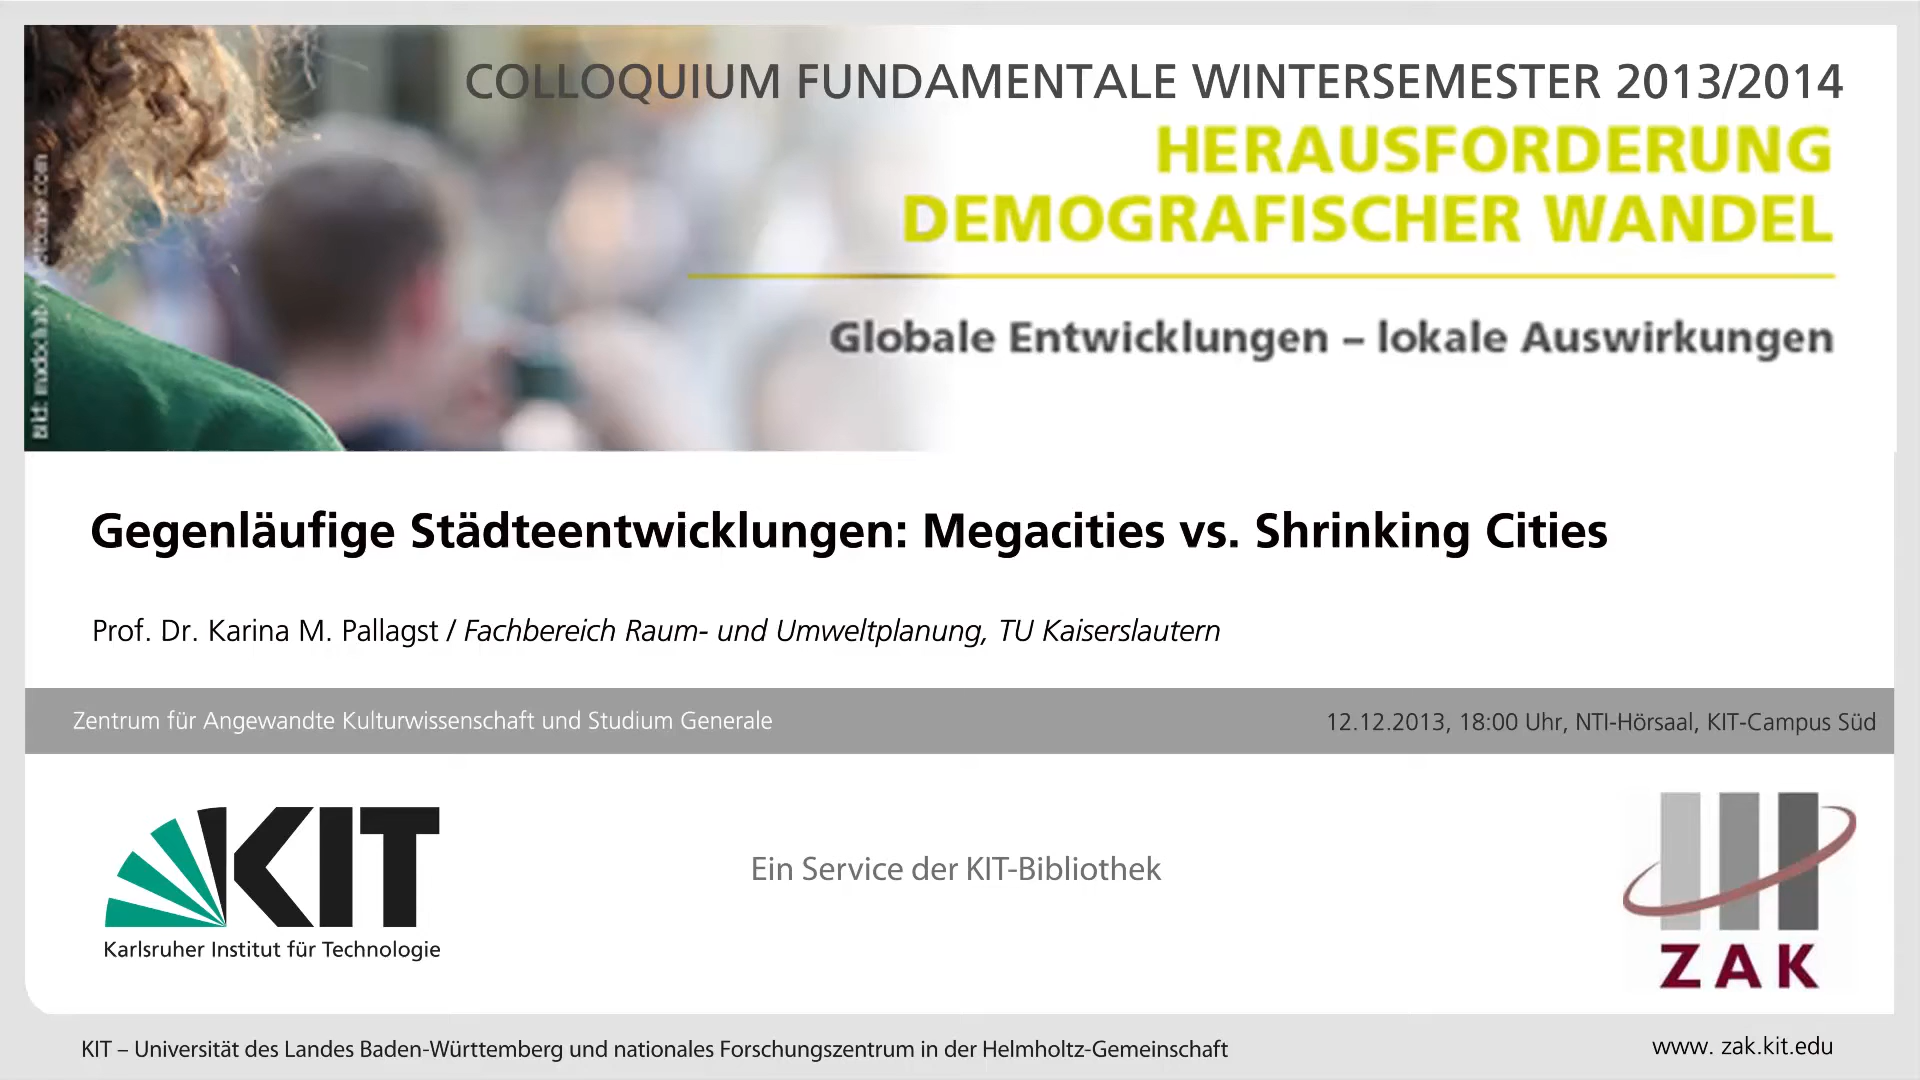 COLLOQUIUM FUNDAMENTALE WINTERSEMESTER 2013/2014
HERAUSFORDERUNG
DEMOGRAFISCHER WANDEL
Globale Entwicklungen – lokale Auswirkungen
Bild:
Gegenläufige Städteentwicklungen: Megacities vs. Shrinking Cities
Prof. Dr. Karina M. Pallagst / Fachbereich Raum- und Umweltplanung, TU Kaiserslautern
Zentrum für Angewandte Kulturwissenschaft und Studium Generale
12.12.2013, 18:00 Uhr, NTI-Hörsaal, KIT-Campus Süd
KIT
Karlsruher Institut für Technologie
Ein Service der KIT-Bibliothek
ZAK
KIT – Universität des Landes Baden-Württemberg und nationales Forschungszentrum in der Helmholtz-Gemeinschaft
www. zak.kit.edu